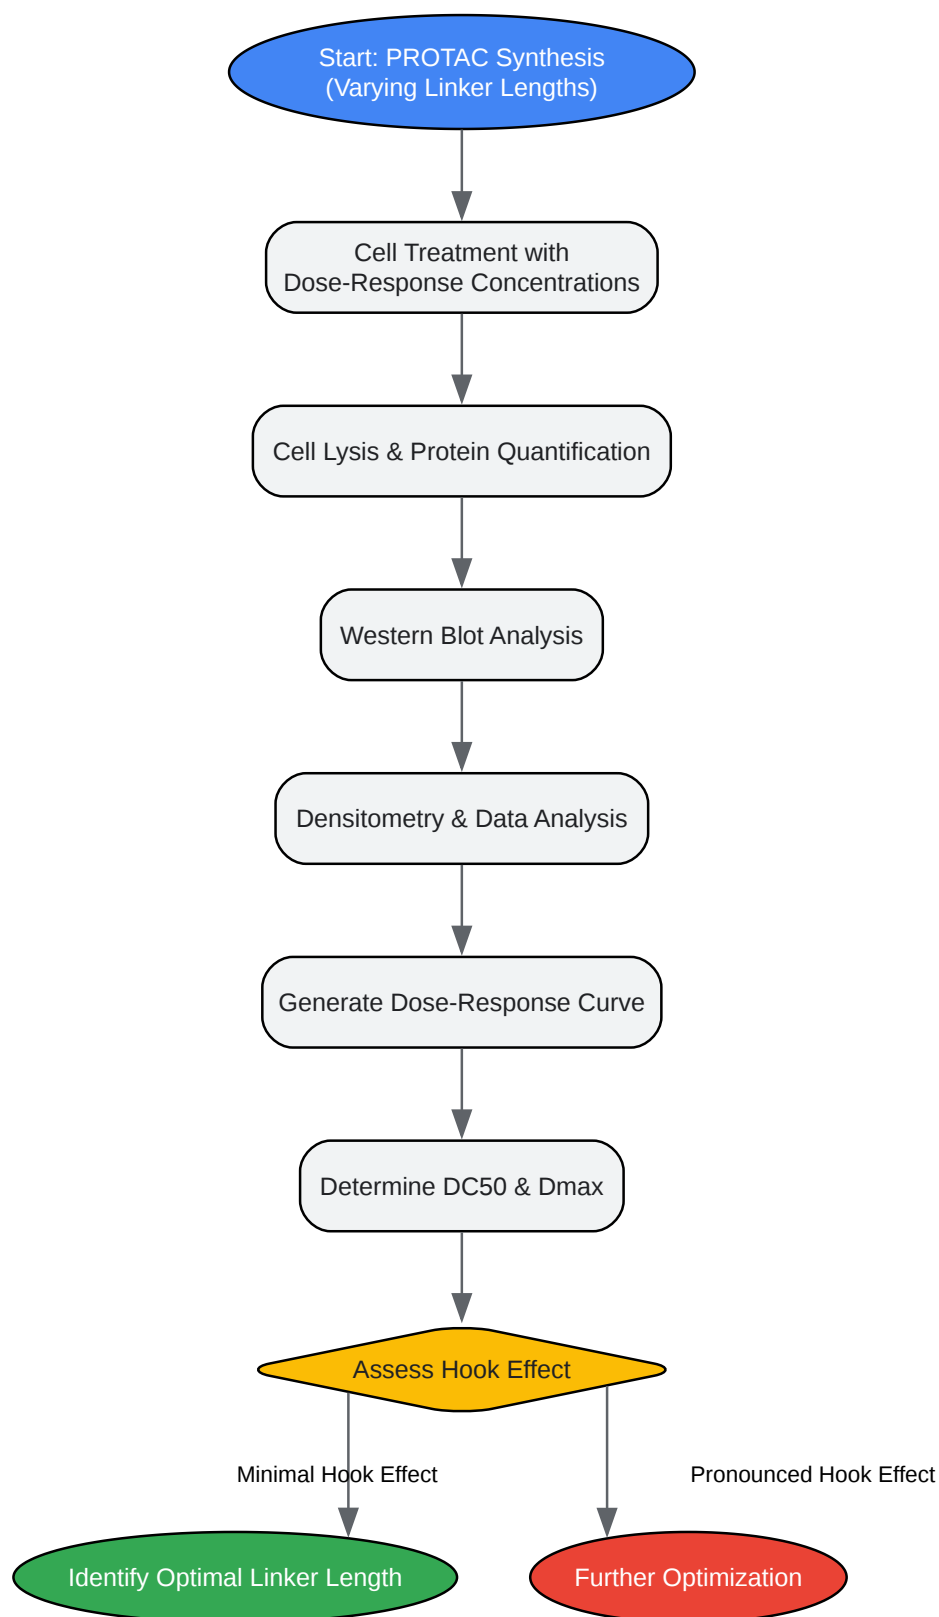 Start: PROTAC Synthesis
(Varying Linker Lengths)
Cell Treatment with
Dose-Response Concentrations
Cell Lysis & Protein Quantification
Western Blot Analysis
Densitometry & Data Analysis
Generate Dose-Response Curve
Determine DC50 & Dmax
Assess Hook Effect
Minimal Hook Effect
Pronounced Hook Effect
Identify Optimal Linker Length
Further Optimization